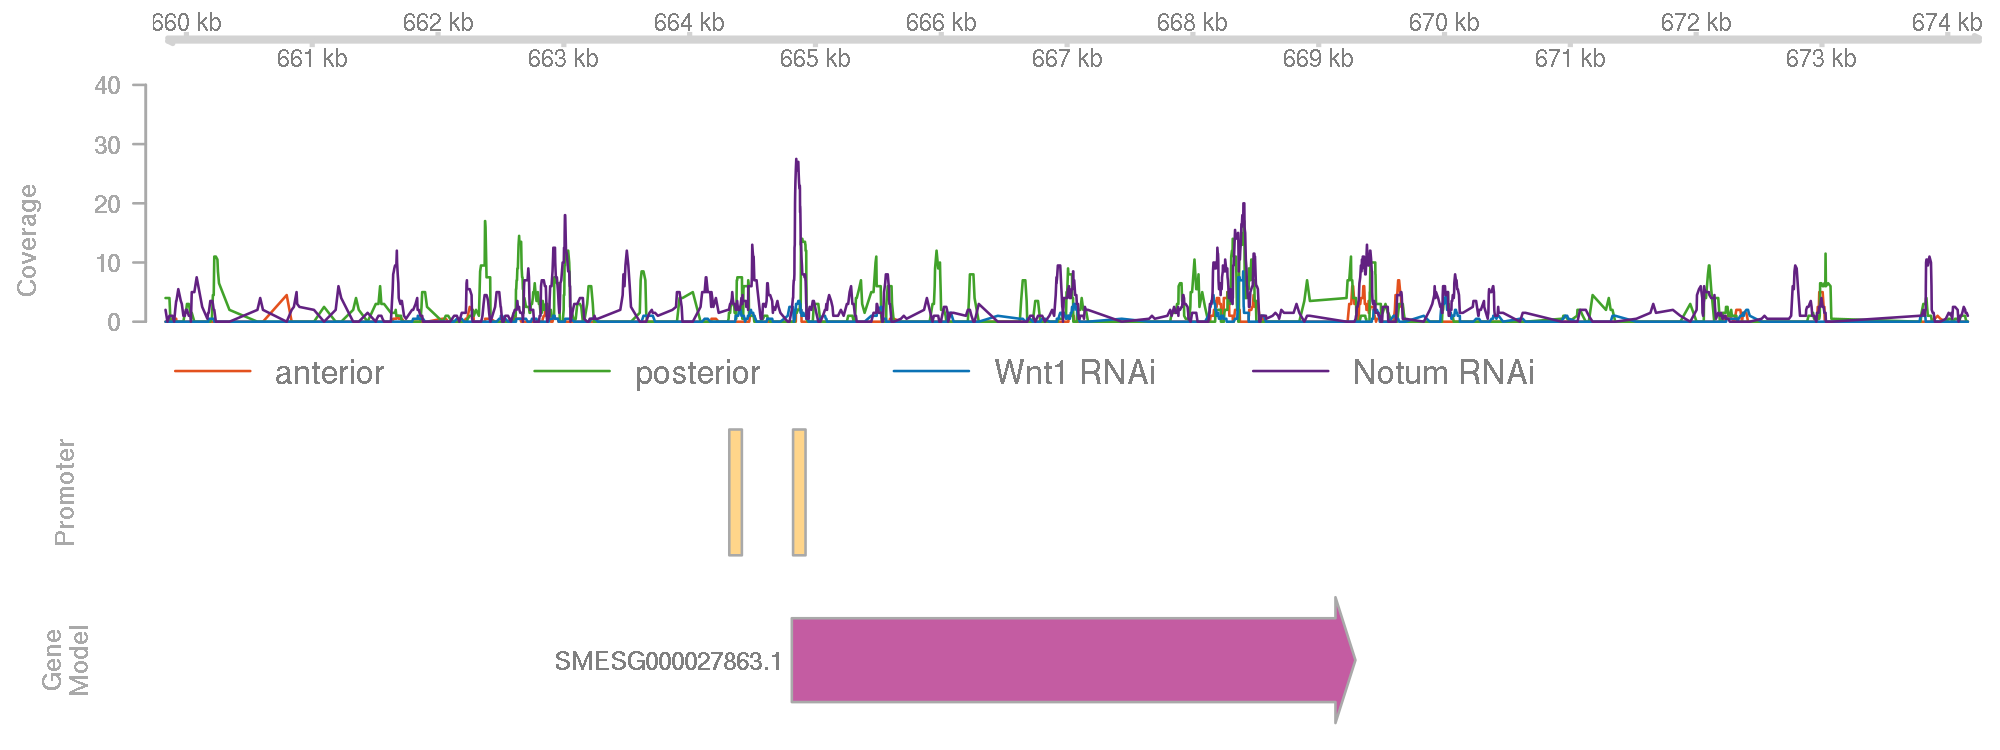 660 kb 662 kb 664 kb 666 kb 668 kb 670 kb 672 kb 674 kb
661 kb 663 kb 665 kb 667 kb 669 kb 671 kb 673 kb
40
30
20
10
0
Coverage
anterior posterior Wnt1 RNAi Notum RNAi
Promoter
SMESG000027863.1
Gene
Model